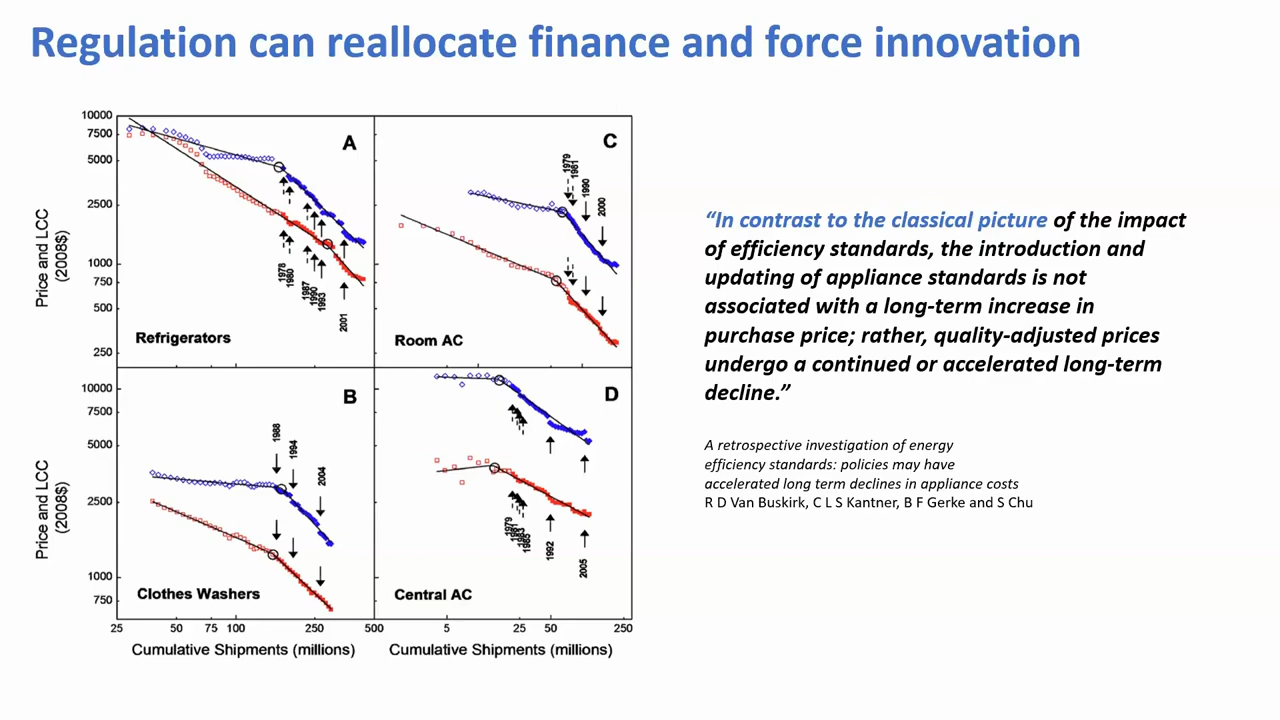 Regulation can reallocate finance and force innovation
10000
7500
5000
2500
1000
750
500
250
Price and LCC
(2008$)
A
1978
1980
1987
1990
1993
2001
Refrigerators
C
1979
1981
1990
2000
Room AC
10000
7500
5000
2500
1000
750
Price and LCC
(2008$)
B
1988
1994
2004
Clothes Washers
D
1979
1981
1983
1985
1992
2005
Central AC
25 50 75 100 250 500
5 25 50 250
Cumulative Shipments (millions)
Cumulative Shipments (millions)
“In contrast to the classical picture of the impact
of efficiency standards, the introduction and
updating of appliance standards is not
associated with a long-term increase in
purchase price; rather, quality-adjusted prices
undergo a continued or accelerated long-term
decline.”
A retrospective investigation of energy
efficiency standards: policies may have
accelerated long term declines in appliance costs
R D Van Buskirk, C L S Kantner, B F Gerke and S Chu